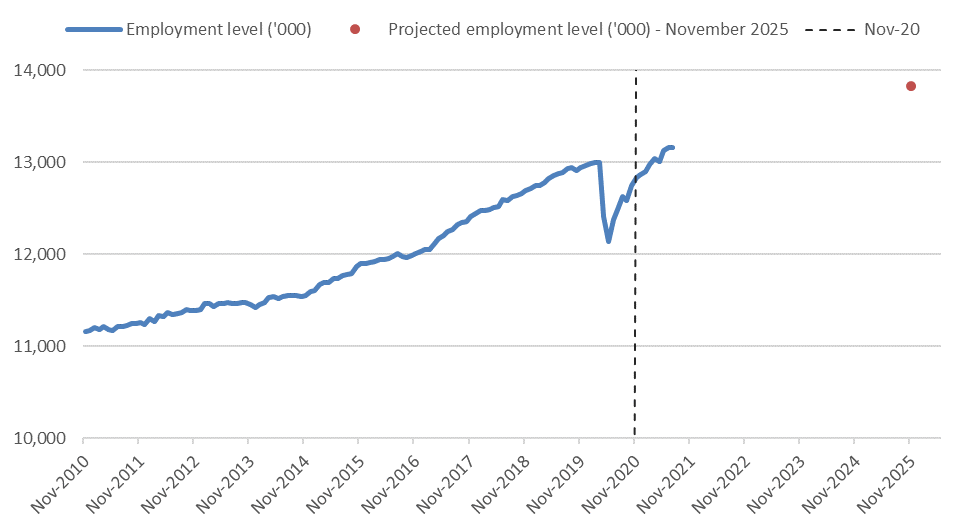 Employment level ('000) Projected employment level ('000) - November 2025 Nov-20
14,000
13,000
12,000
11,000
10,000
Nov-2010 Nov-2011 Nov-2012 Nov-2013 Nov-2014 Nov-2015 Nov-2016 Nov-2017 Nov-2018 Nov-2019 Nov-2020 Nov-2021 Nov-2022 Nov-2023 Nov-2024 Nov-2025